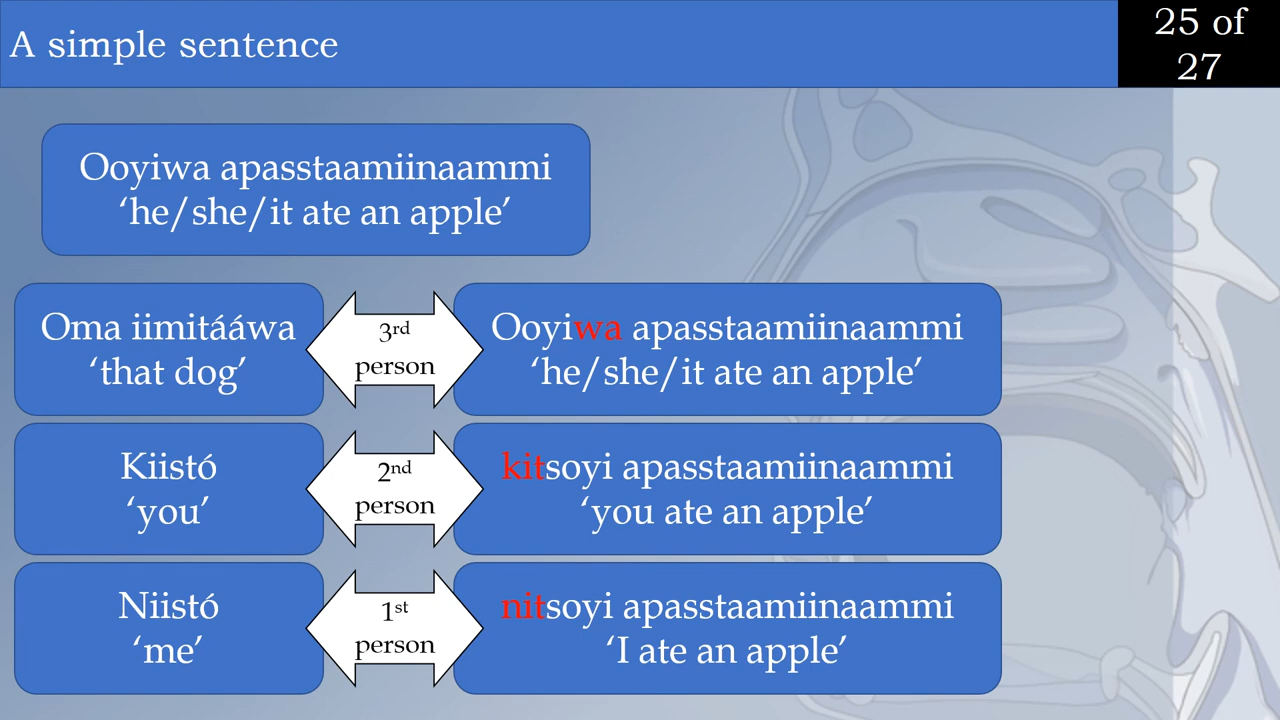 A simple sentence
25 of
27
Ooyiwa apasstaamiinaammi
‘he/she/it ate an apple’
Oma iimitááwa
‘that dog’
3rd
person
Ooyiwa apasstaamiinaammi
‘he/she/it ate an apple’
Kiistó
‘you’
2nd
person
kitsoyi apasstaamiinaammi
‘you ate an apple’
Niistó
‘me’
1st
person
nitsoyi apasstaamiinaammi
‘I ate an apple’